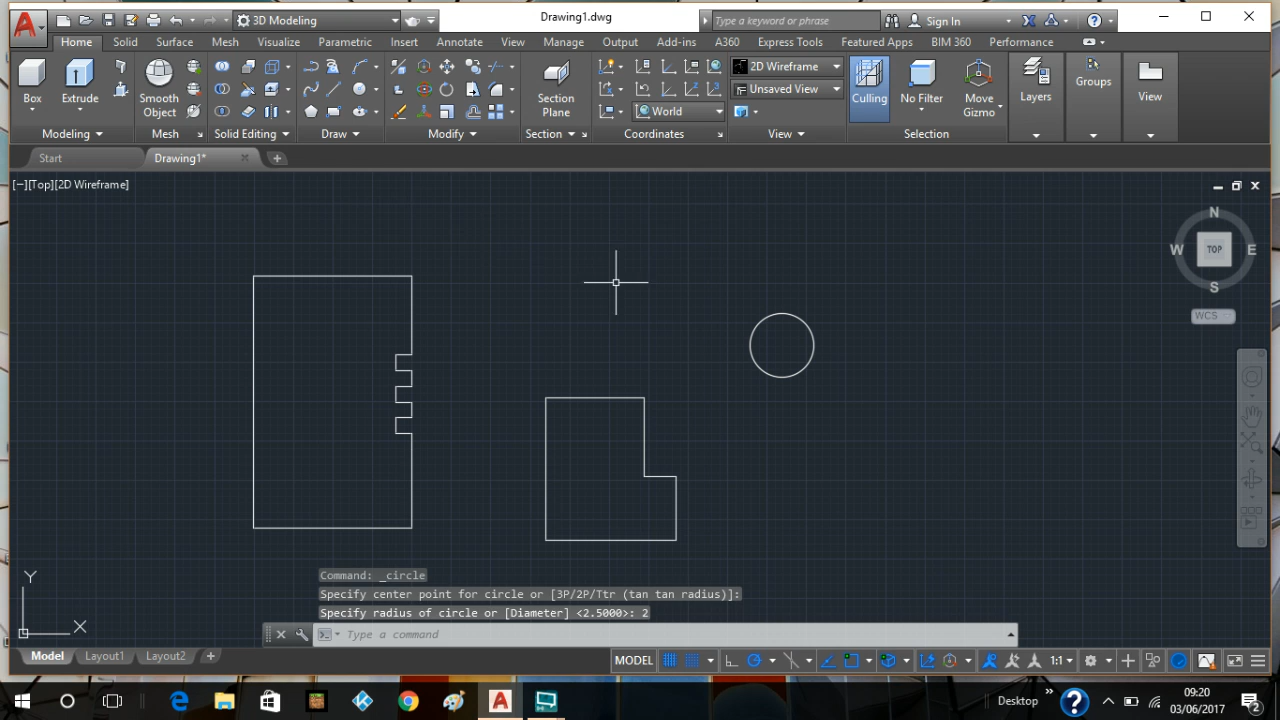 Drawing1.dwg
3D Modeling
Type a keyword or phrase
Sign In
Home Solid Surface Mesh Visualize Parametric Insert Annotate View Manage Output Add-ins A360 Express Tools Featured Apps BIM 360 Performance
Box
Extrude
Smooth
Object
Section
Plane
World
2D Wireframe
Unsaved View
Culling
No Filter
Move
Gizmo
Layers
Groups
View
Modeling
Mesh
Solid Editing
Draw
Modify
Section
Coordinates
View
Selection
Start
Drawing1*
[−][Top][2D Wireframe]
N
W TOP E
S
WCS
Command: _circle
Specify center point for circle or [3P/2P/Ttr (tan tan radius)]:
Specify radius of circle or [Diameter] <2.5000>: 2
Type a command
Y
X
Model Layout1 Layout2
MODEL
1:1
Desktop
09:20
03/06/2017
2